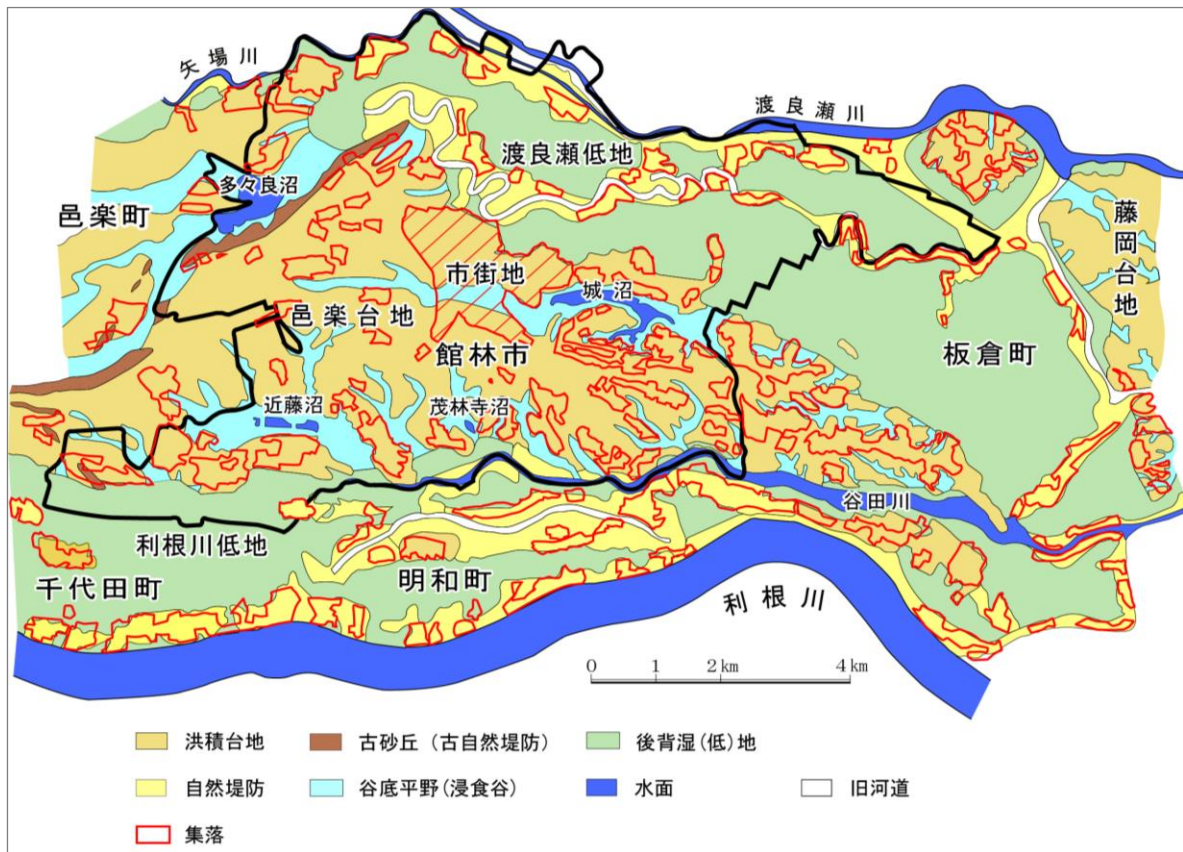 矢場川
渡良瀬川
渡良瀬低地
多々良沼
邑楽町
藤岡台地
市街地
城沼
邑楽台地
館林市
板倉町
近藤沼
茂林寺沼
谷田川
利根川低地
千代田町
明和町
利根川
0 1 2km 4km
洪積台地 古砂丘（古自然堤防） 後背湿(低)地
自然堤防 谷底平野(浸食谷) 水面 旧河道
集落